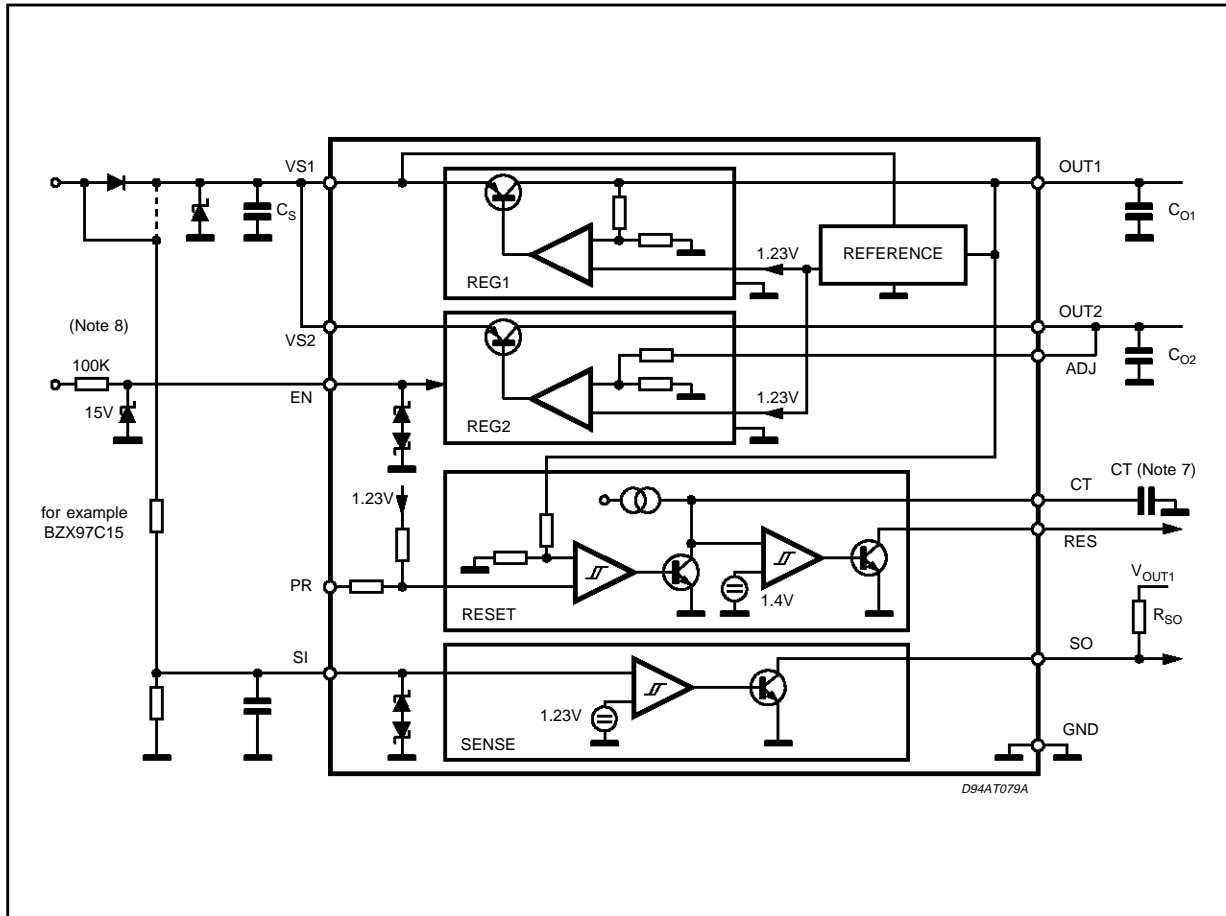 VS1
OUT1
C_S
C_O1
1.23V
REFERENCE
REG1
(Note 8)
VS2
OUT2
100K
ADJ
C_O2
EN
15V
1.23V
REG2
CT (Note 7)
1.23V
CT
for example
BZX97C15
RES
PR
V_OUT1
1.4V
RESET
R_SO
SI
SO
1.23V
SENSE
GND
D94AT079A